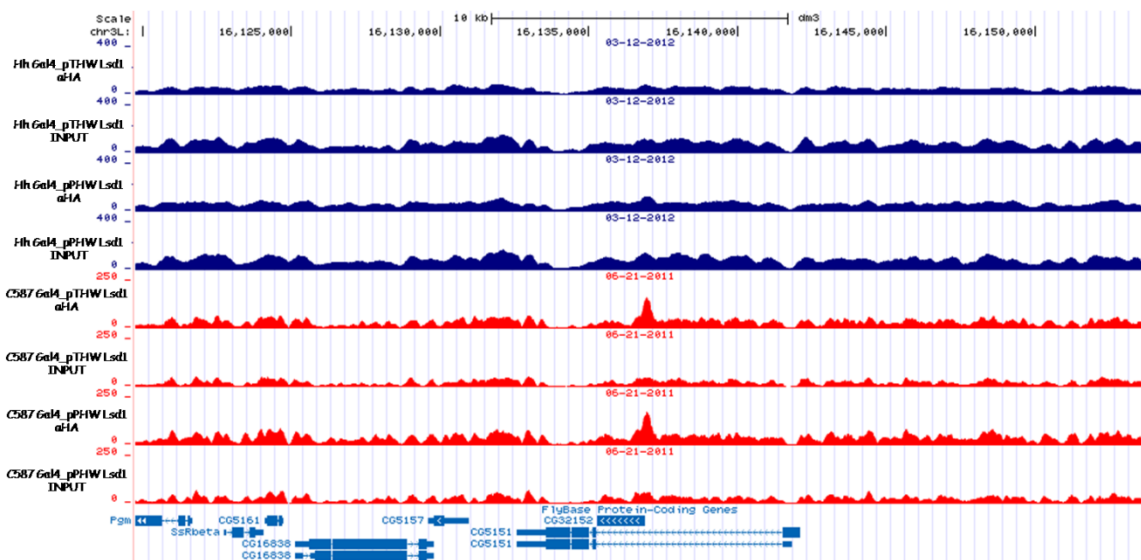 Scale 10 kb dm3
chr3L: 16,125,000 16,130,000 16,135,000 16,140,000 16,145,000 16,150,000
400 _ 03-12-2012
Hh Gal4_pTHW Lsd1
aHA
0 _
400 _ 03-12-2012
Hh Gal4_pTHW Lsd1
INPUT
0 _
400 _ 03-12-2012
Hh Gal4_pPHW Lsd1
aHA
0 _
400 _ 03-12-2012
Hh Gal4_pPHW Lsd1
INPUT
0 _
250 _ 06-21-2011
C587 Gal4_pTHW Lsd1
aHA
0 _
250 _ 06-21-2011
C587 Gal4_pTHW Lsd1
INPUT
0 _
250 _ 06-21-2011
C587 Gal4_pPHW Lsd1
aHA
0 _
250 _ 06-21-2011
C587 Gal4_pPHW Lsd1
INPUT
0 _
FlyBase Protein-Coding Genes
Pgm CG5161 CG5157 CG32152
SsRbeta CG5151
CG16838 CG5151
CG16838